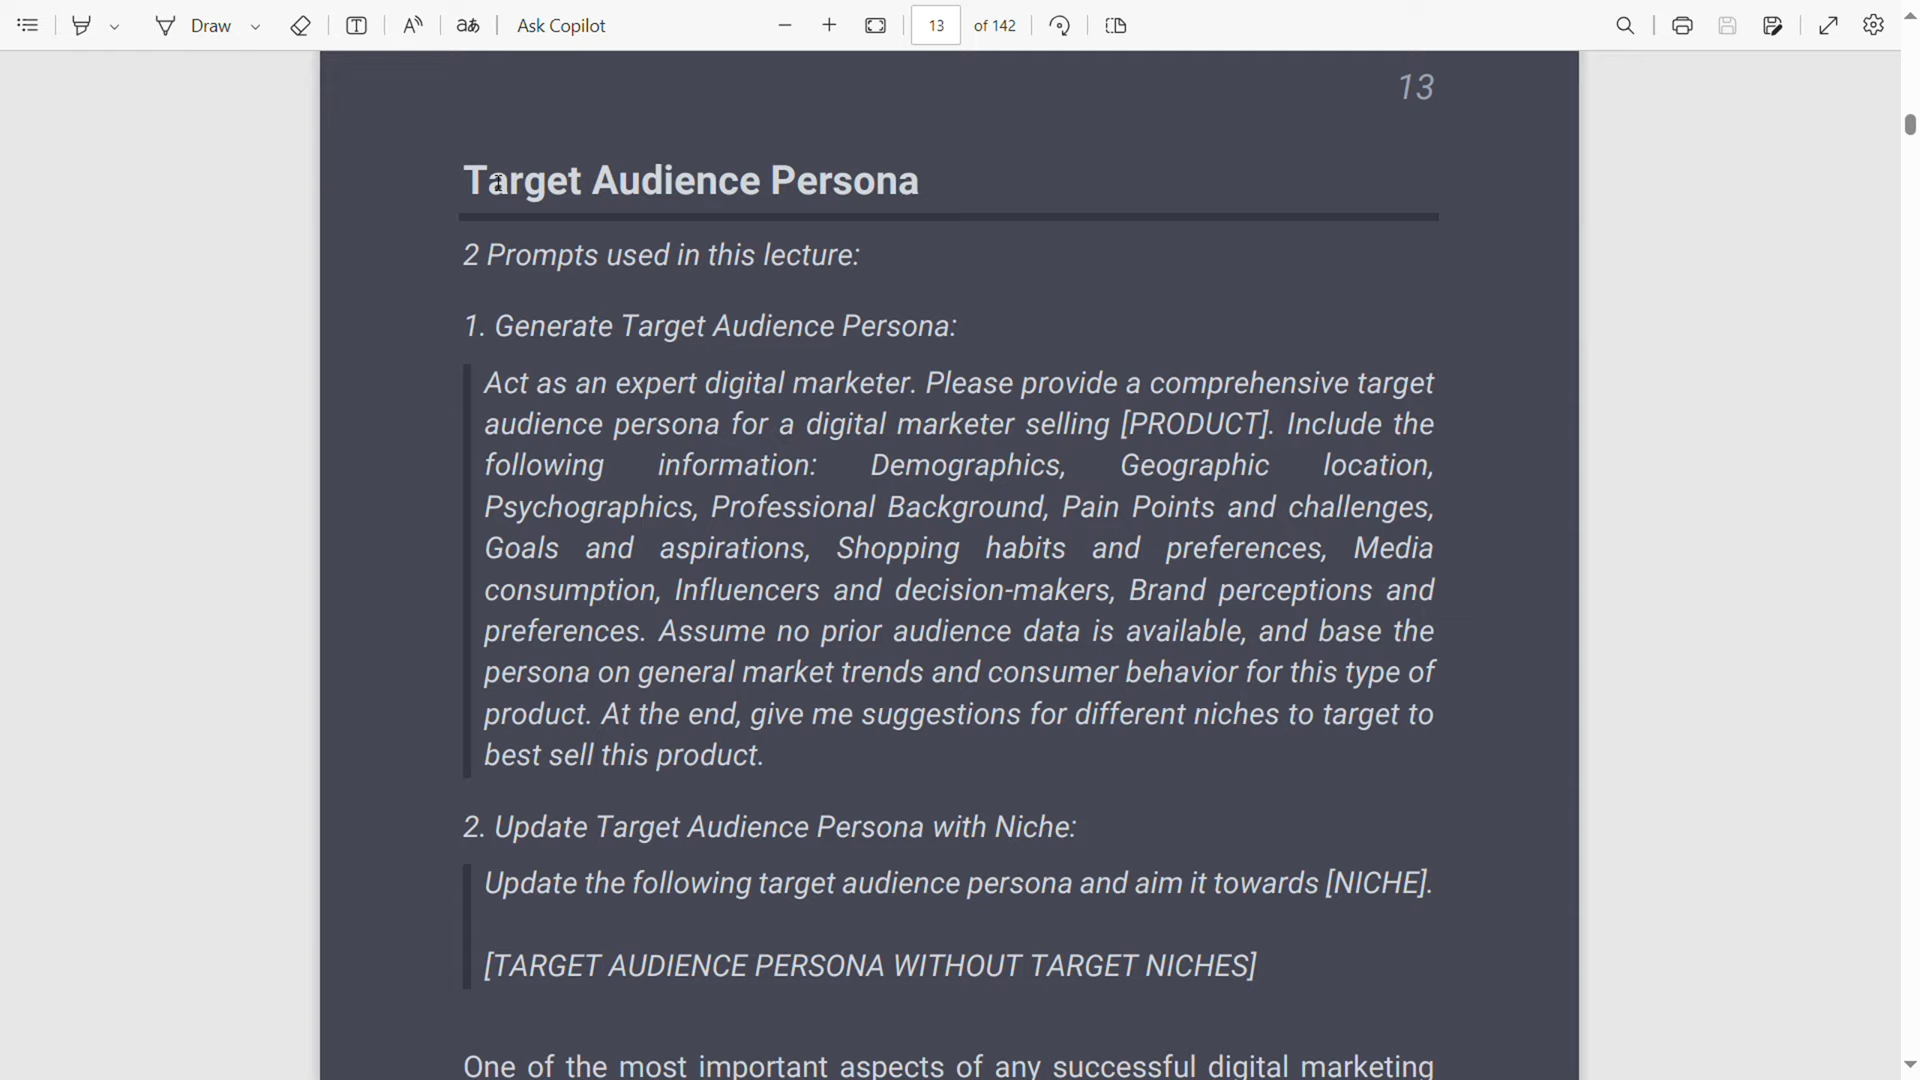 Draw
Ask Copilot
13
of 142
13
Target Audience Persona
2 Prompts used in this lecture:
1. Generate Target Audience Persona:
Act as an expert digital marketer. Please provide a comprehensive target
audience persona for a digital marketer selling [PRODUCT]. Include the
following information: Demographics, Geographic location,
Psychographics, Professional Background, Pain Points and challenges,
Goals and aspirations, Shopping habits and preferences, Media
consumption, Influencers and decision-makers, Brand perceptions and
preferences. Assume no prior audience data is available, and base the
persona on general market trends and consumer behavior for this type of
product. At the end, give me suggestions for different niches to target to
best sell this product.
2. Update Target Audience Persona with Niche:
Update the following target audience persona and aim it towards [NICHE].
[TARGET AUDIENCE PERSONA WITHOUT TARGET NICHES]
One of the most important aspects of any successful digital marketing